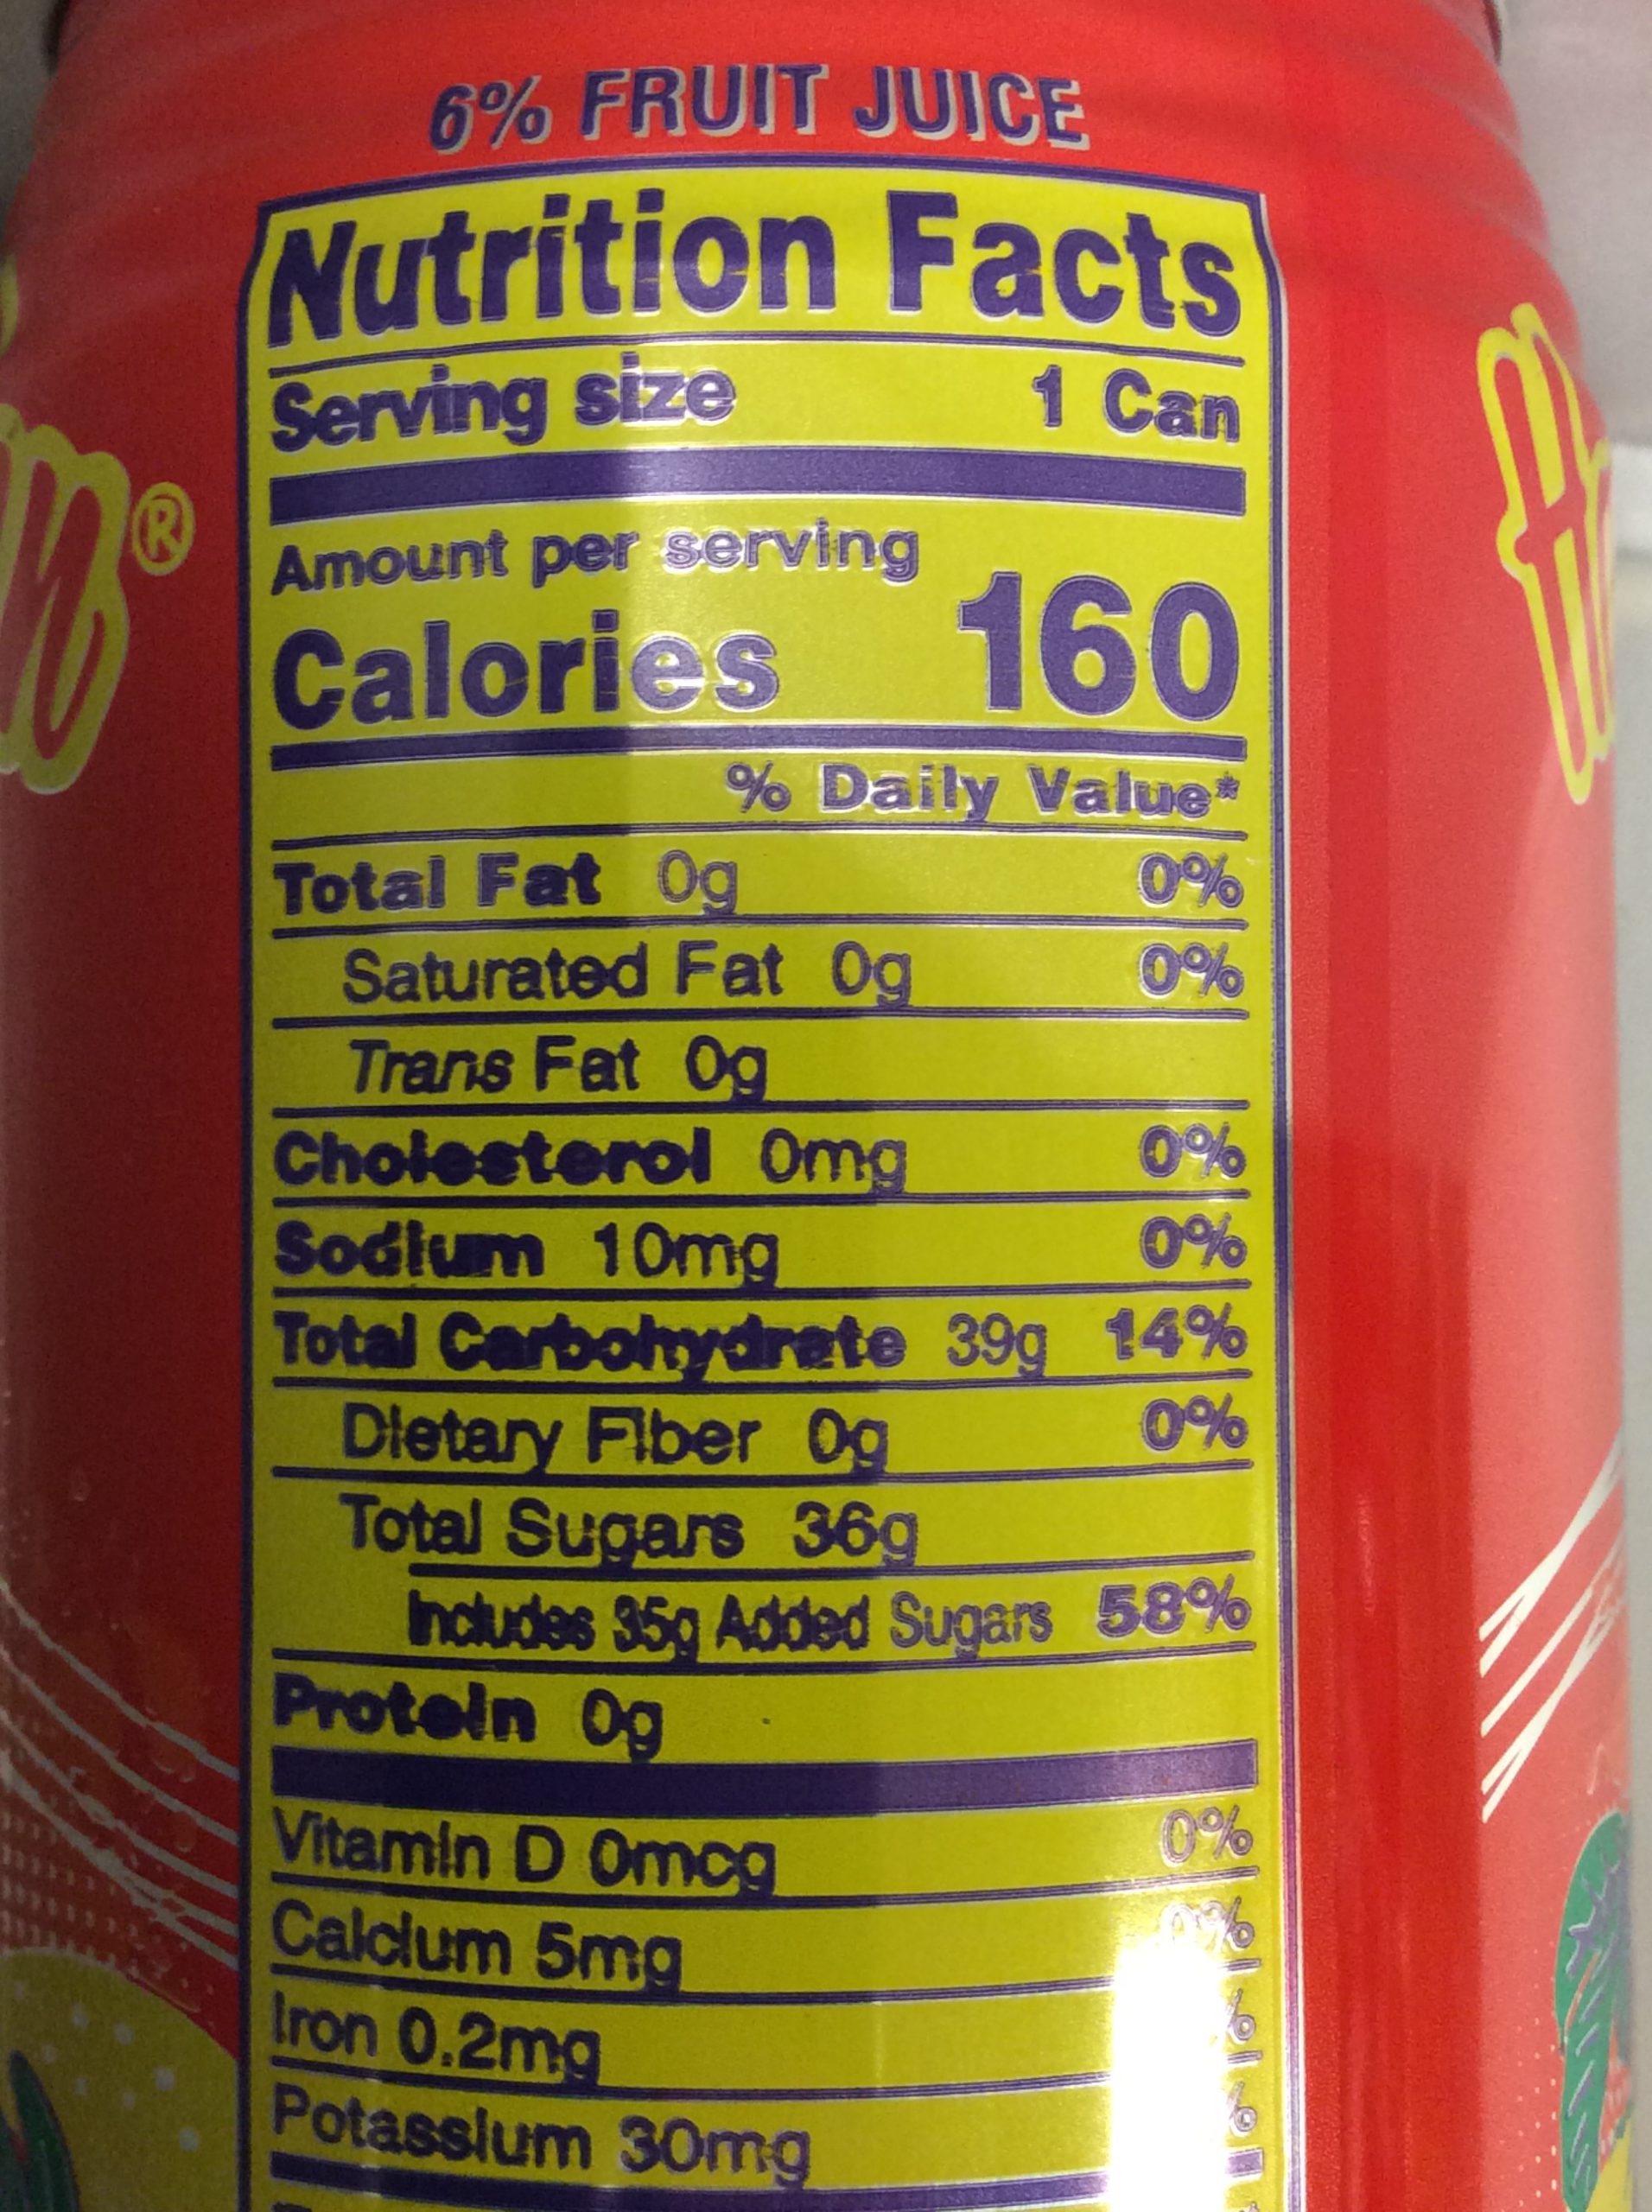 6% FRUIT JUICE
Nutrition Facts
Serving size 1 Can
Amount per serving
Calories 160
% Daily Value*
Total Fat 0g 0%
Saturated Fat 0g 0%
Trans Fat 0g
Cholesterol 0mg 0%
Sodium 10mg 0%
Total Carbohydrate 39g 14%
Dietary Fiber 0g 0%
Total Sugars 36g
Includes 35g Added Sugars 58%
Protein 0g
Vitamin D 0mcg 0%
Calcium 5mg 0%
Iron 0.2mg
Potassium 30mg
®